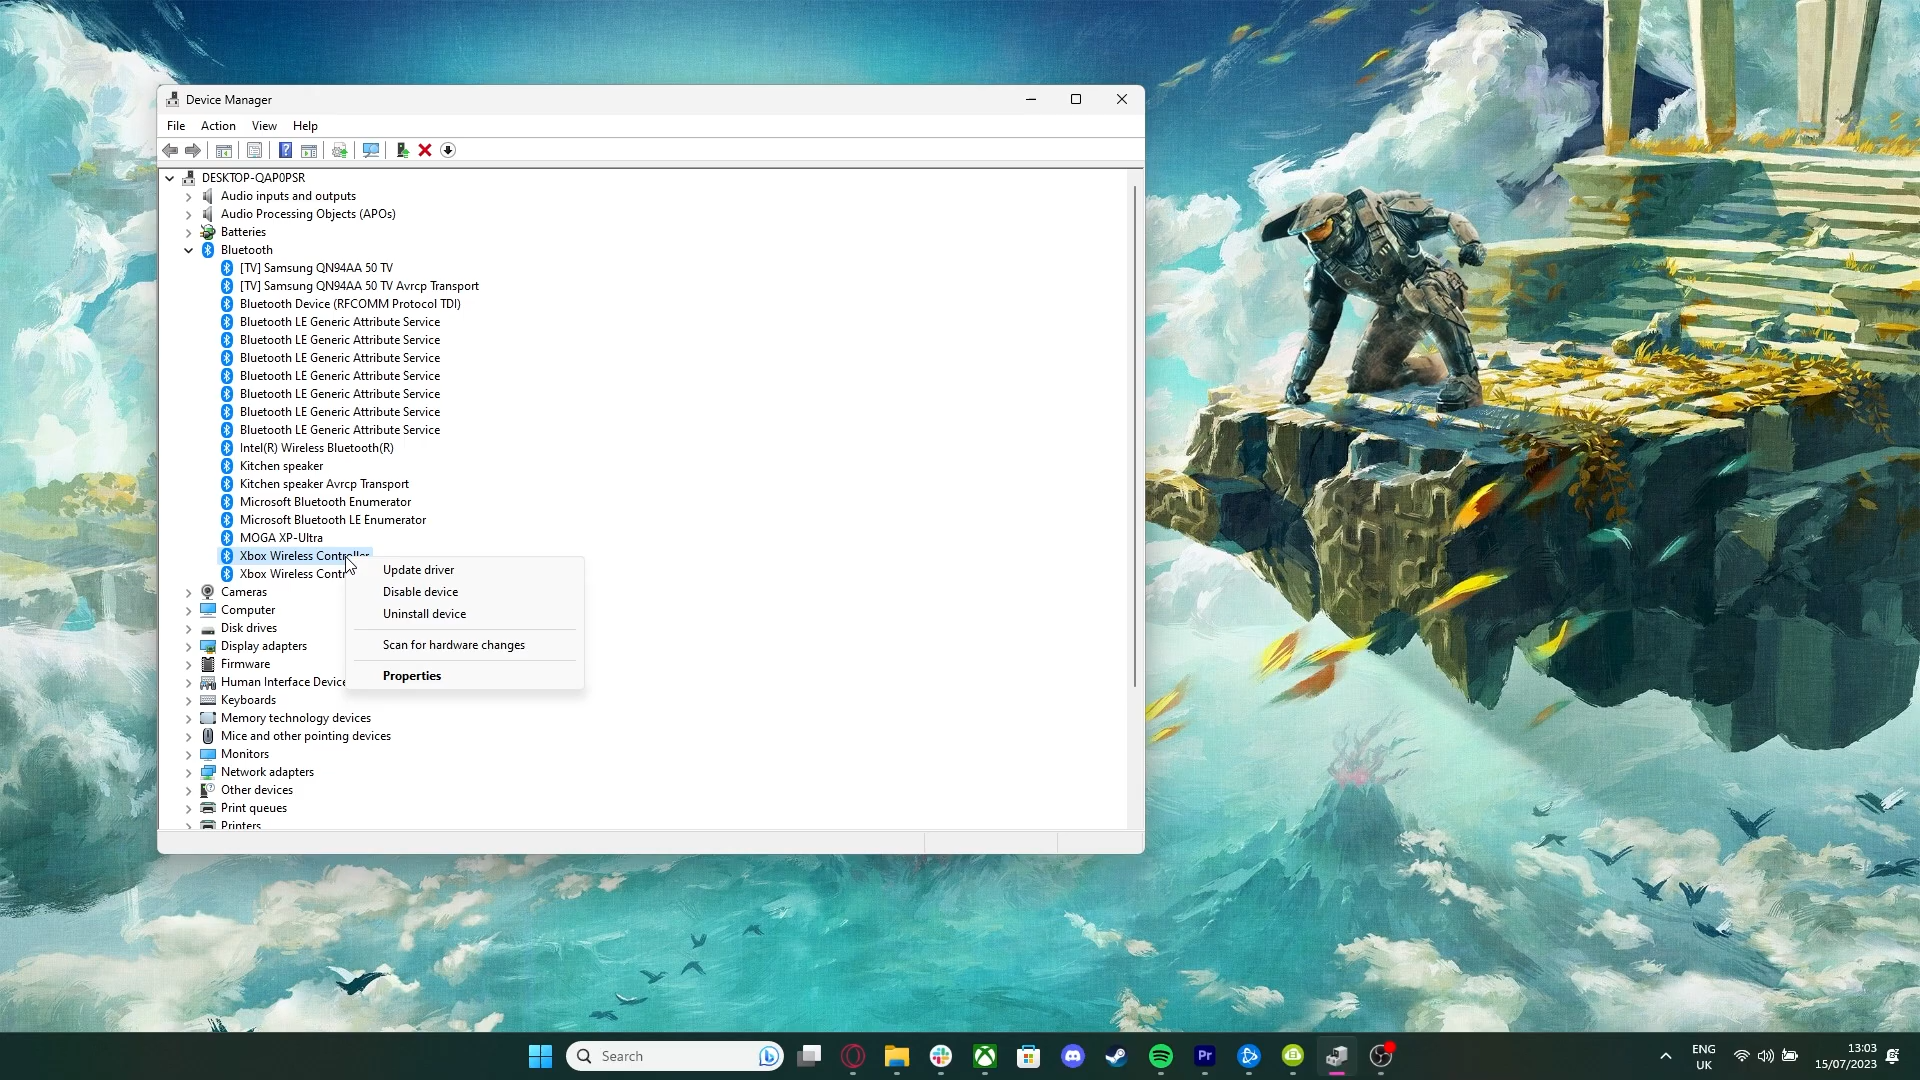 Device Manager
File Action View Help
DESKTOP-QAP0PSR
Audio inputs and outputs
Audio Processing Objects (APOs)
Batteries
Bluetooth
[TV] Samsung QN94AA 50 TV
[TV] Samsung QN94AA 50 TV Avrcp Transport
Bluetooth Device (RFCOMM Protocol TDI)
Bluetooth LE Generic Attribute Service
Bluetooth LE Generic Attribute Service
Bluetooth LE Generic Attribute Service
Bluetooth LE Generic Attribute Service
Bluetooth LE Generic Attribute Service
Bluetooth LE Generic Attribute Service
Bluetooth LE Generic Attribute Service
Intel(R) Wireless Bluetooth(R)
Kitchen speaker
Kitchen speaker Avrcp Transport
Microsoft Bluetooth Enumerator
Microsoft Bluetooth LE Enumerator
MOGA XP-Ultra
Xbox Wireless Controller
Xbox Wireless Contr
Cameras
Computer
Disk drives
Display adapters
Firmware
Human Interface Device
Keyboards
Memory technology devices
Mice and other pointing devices
Monitors
Network adapters
Other devices
Print queues
Printers
Update driver
Disable device
Uninstall device
Scan for hardware changes
Properties
Search
Pr
ENG
UK
13:03
15/07/2023